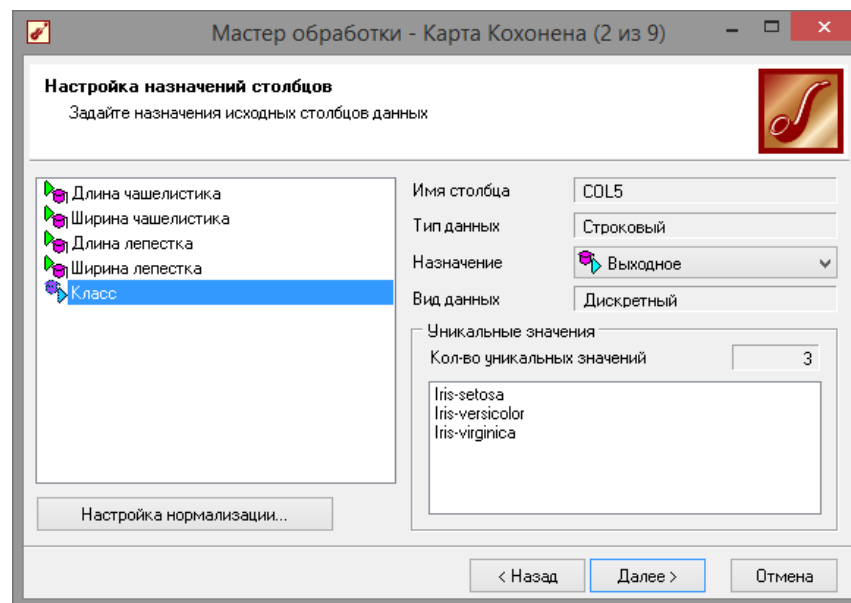 Мастер обработки - Карта Кохонена (2 из 9)
Настройка назначений столбцов
Задайте назначения исходных столбцов данных
Длина чашелистика
Ширина чашелистика
Длина лепестка
Ширина лепестка
Класс
Настройка нормализации...
Имя столбца COL5
Тип данных Строковый
Назначение Выходное
Вид данных Дискретный
Уникальные значения
Кол-во уникальных значений 3
Iris-setosa
Iris-versicolor
Iris-virginica
< Назад Далее > Отмена